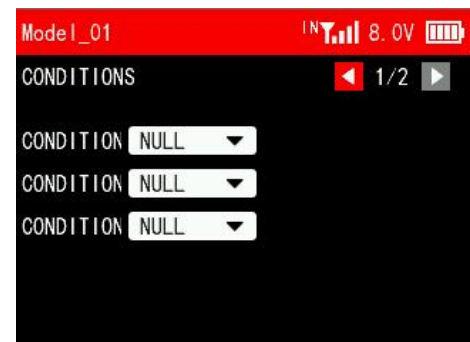 Model_01 IN 8.0V
CONDITIONS 1/2
CONDITION NULL
CONDITION NULL
CONDITION NULL